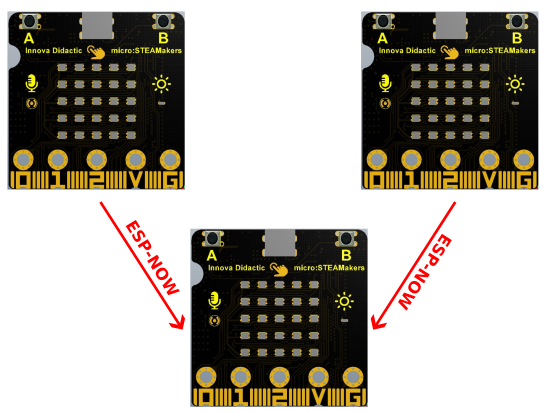 A B
Innova Didactic micro:STEAMakers
0 1 2 V G
A B
Innova Didactic micro:STEAMakers
0 1 2 V G
ESP-NOW
ESP-NOW
A B
Innova Didactic micro:STEAMakers
0 1 2 V G